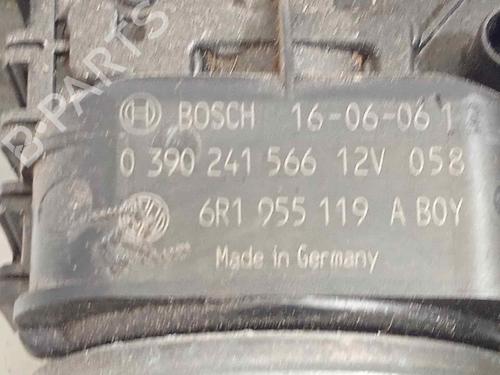 B-PARTS
BOSCH 16-06-06 1
0 390 241 566 12V 058
6R1 955 119 A BOY
Made in Germany